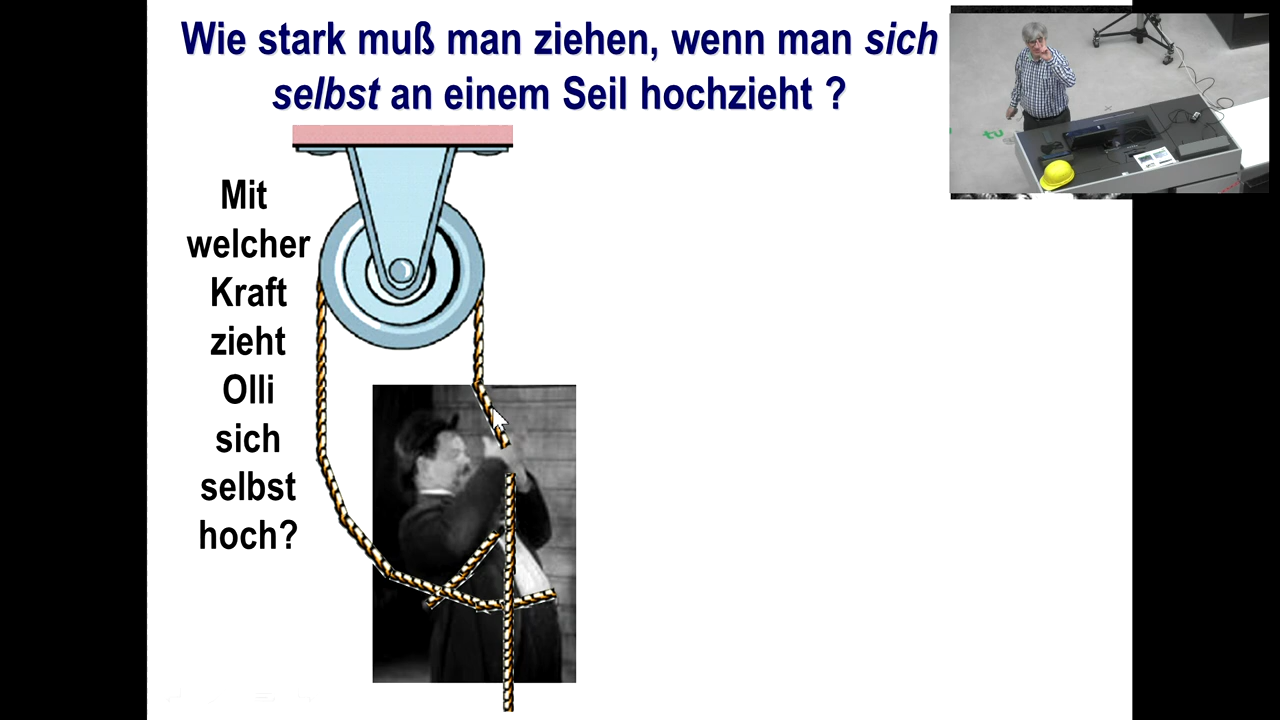 Wie stark muß man ziehen, wenn man sich
selbst an einem Seil hochzieht ?
Mit
welcher
Kraft
zieht
Olli
sich
selbst
hoch?
tu